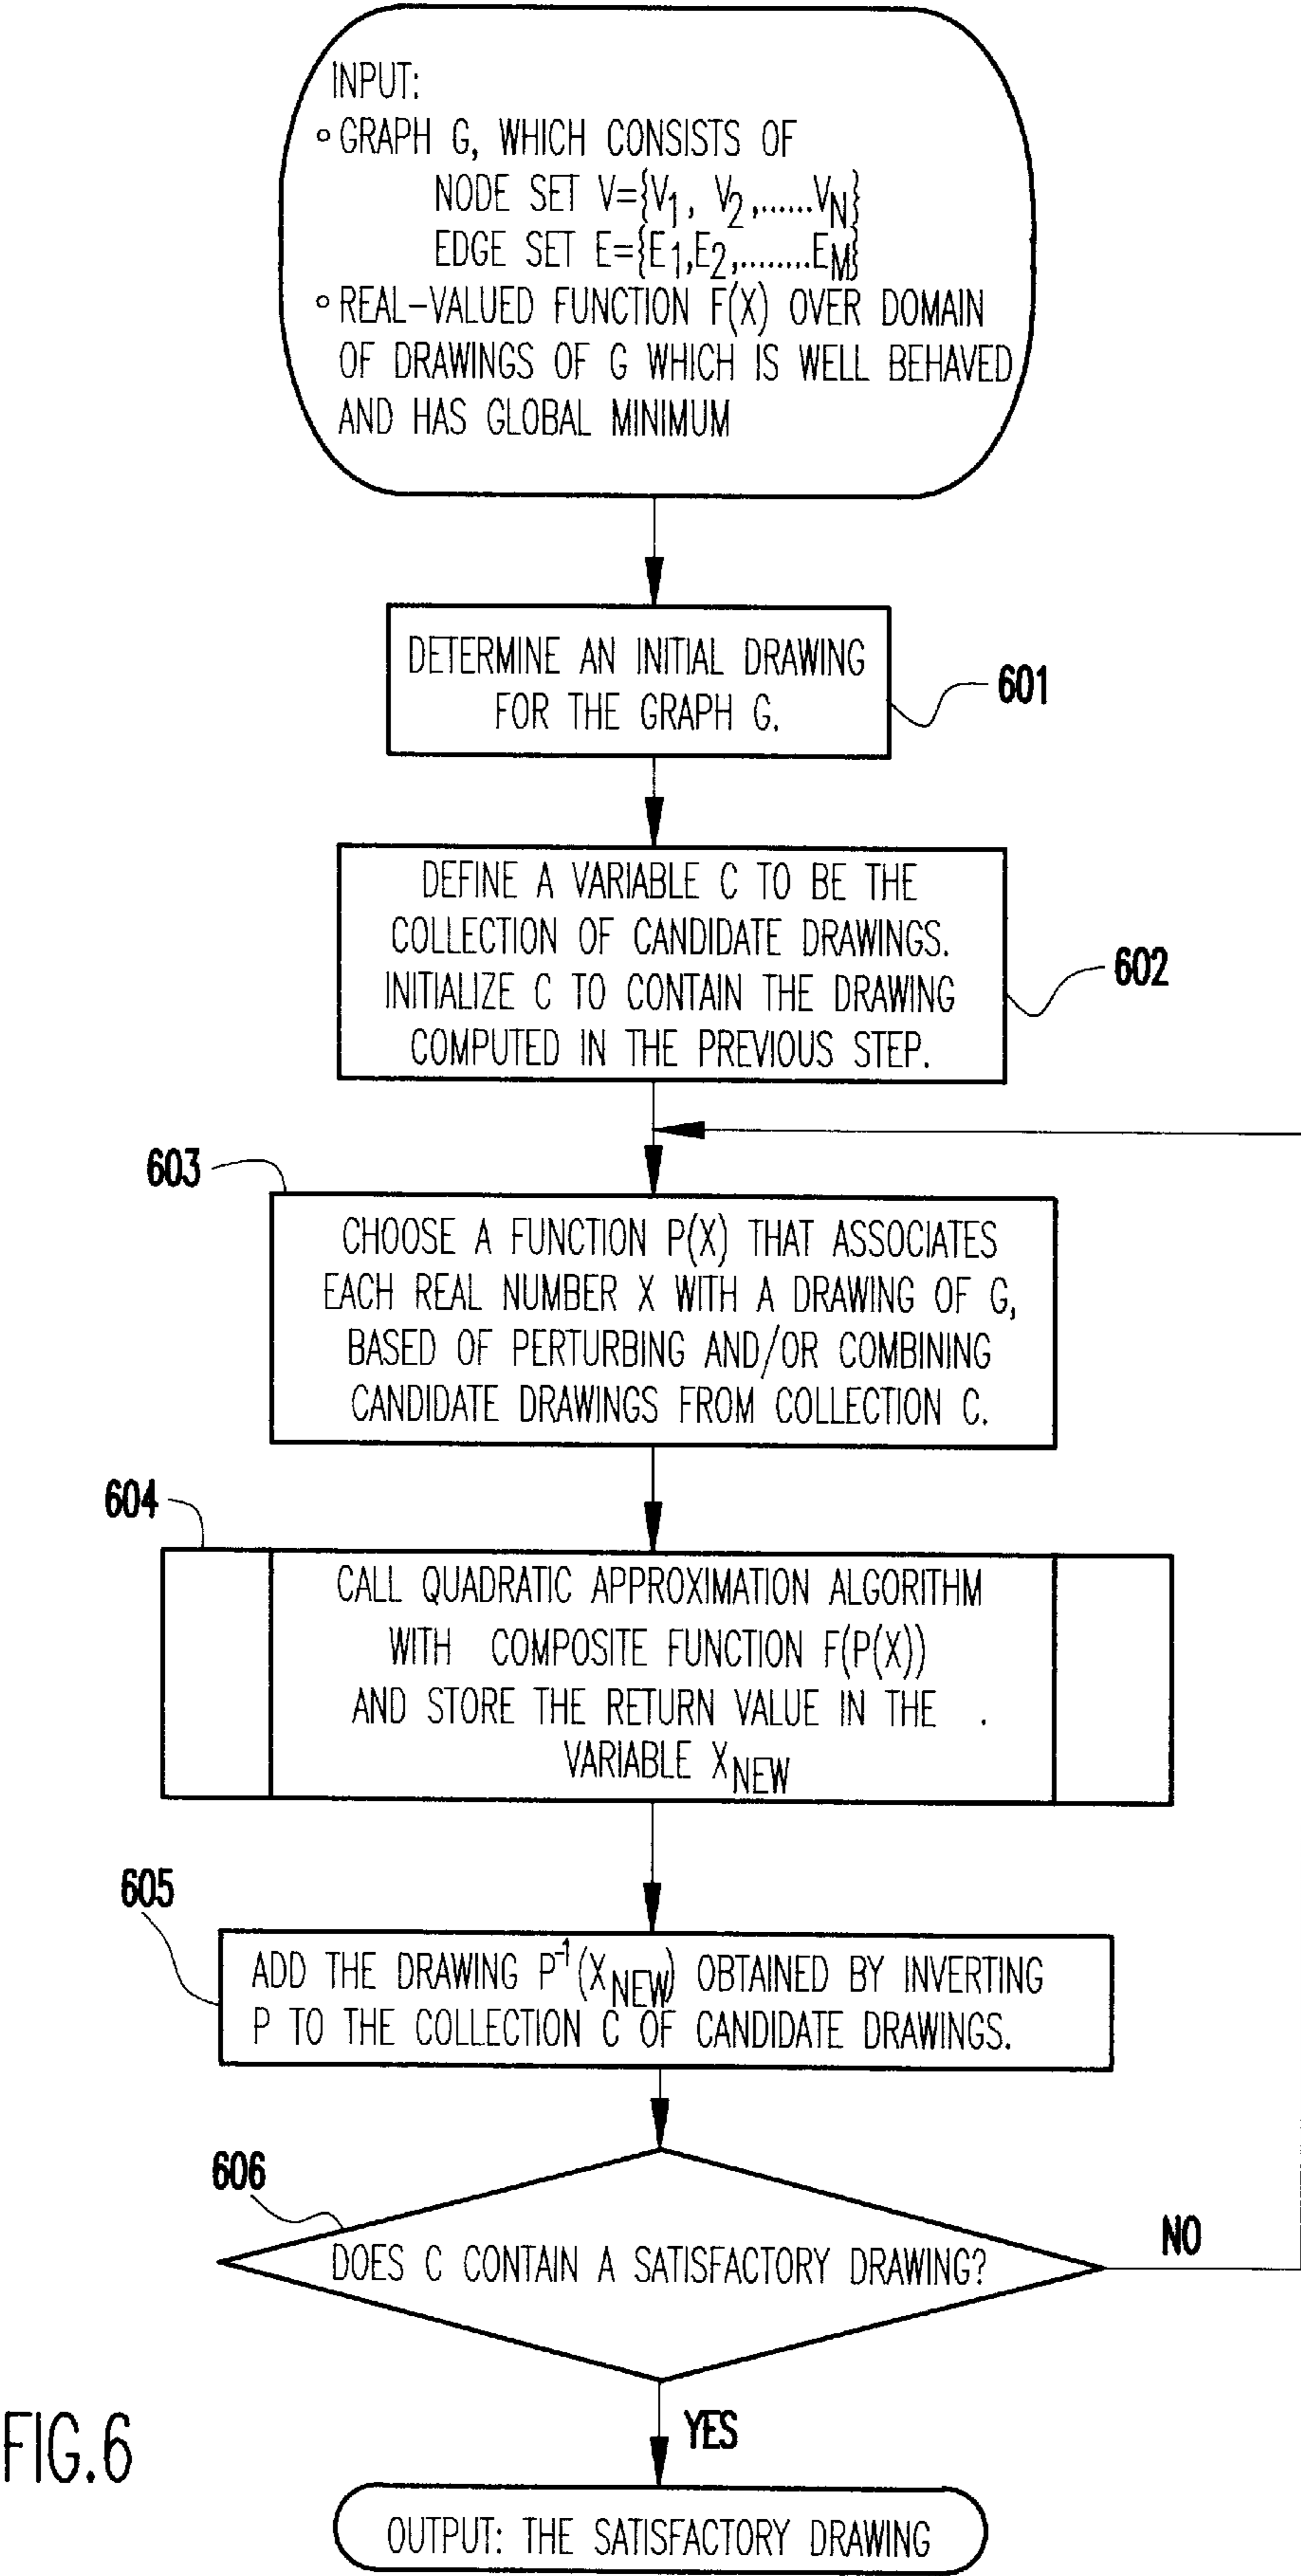 INPUT:
∘ GRAPH G, WHICH CONSISTS OF
NODE SET V={V1, V2,......VN}
EDGE SET E={E1,E2,........EM}
∘ REAL-VALUED FUNCTION F(X) OVER DOMAIN
OF DRAWINGS OF G WHICH IS WELL BEHAVED
AND HAS GLOBAL MINIMUM
DETERMINE AN INITIAL DRAWING
FOR THE GRAPH G.
601
DEFINE A VARIABLE C TO BE THE
COLLECTION OF CANDIDATE DRAWINGS.
INITIALIZE C TO CONTAIN THE DRAWING
COMPUTED IN THE PREVIOUS STEP.
602
603
CHOOSE A FUNCTION P(X) THAT ASSOCIATES
EACH REAL NUMBER X WITH A DRAWING OF G,
BASED OF PERTURBING AND/OR COMBINING
CANDIDATE DRAWINGS FROM COLLECTION C.
604
CALL QUADRATIC APPROXIMATION ALGORITHM
WITH COMPOSITE FUNCTION F(P(X))
AND STORE THE RETURN VALUE IN THE .
VARIABLE XNEW
605
ADD THE DRAWING P-1(XNEW) OBTAINED BY INVERTING
P TO THE COLLECTION C OF CANDIDATE DRAWINGS.
606
DOES C CONTAIN A SATISFACTORY DRAWING?
NO
YES
FIG.6
OUTPUT: THE SATISFACTORY DRAWING